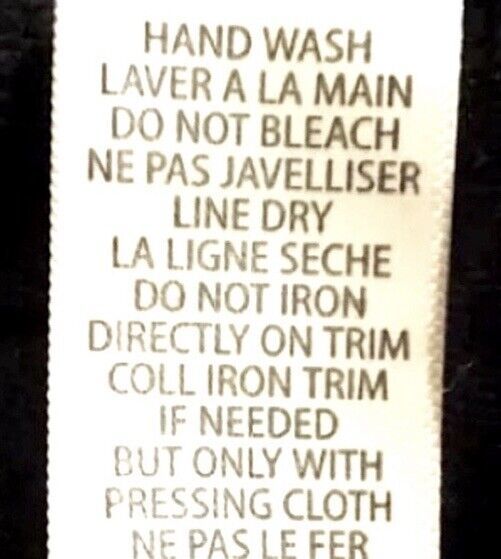 HAND WASH
LAVER A LA MAIN
DO NOT BLEACH
NE PAS JAVELLISER
LINE DRY
LA LIGNE SECHE
DO NOT IRON
DIRECTLY ON TRIM
COLL IRON TRIM
IF NEEDED
BUT ONLY WITH
PRESSING CLOTH
NE PAS LE FER